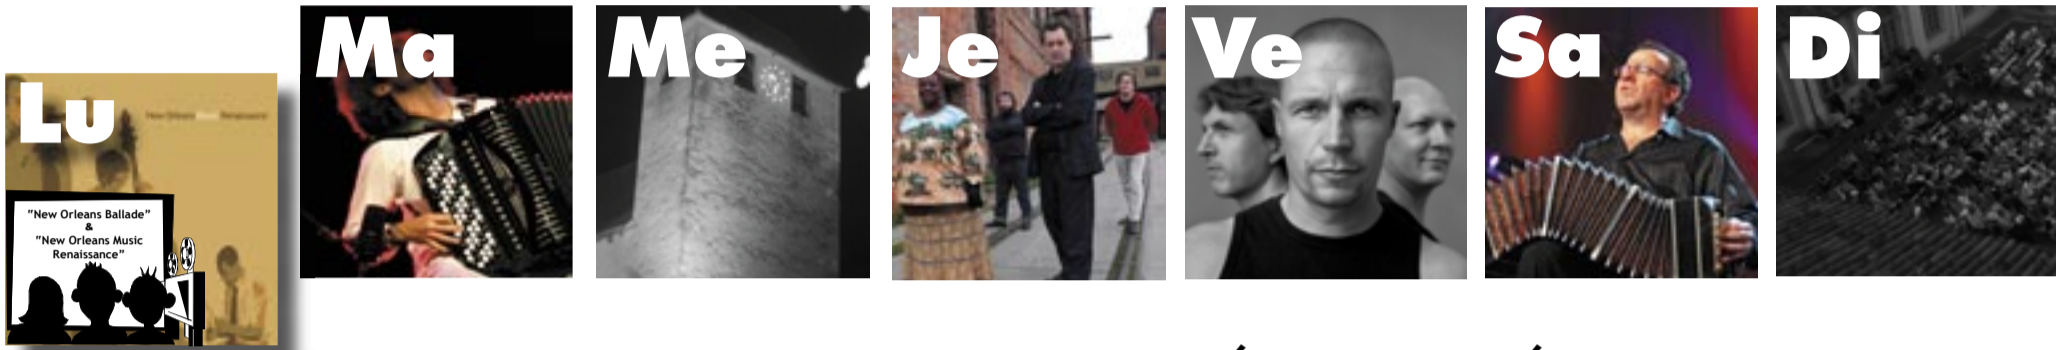 Lu
Ma
Me
Je
Ve
Sa
Di
New Orleans Music Renaissance
“New Orleans Ballade”
&
“New Orleans Music
Renaissance”